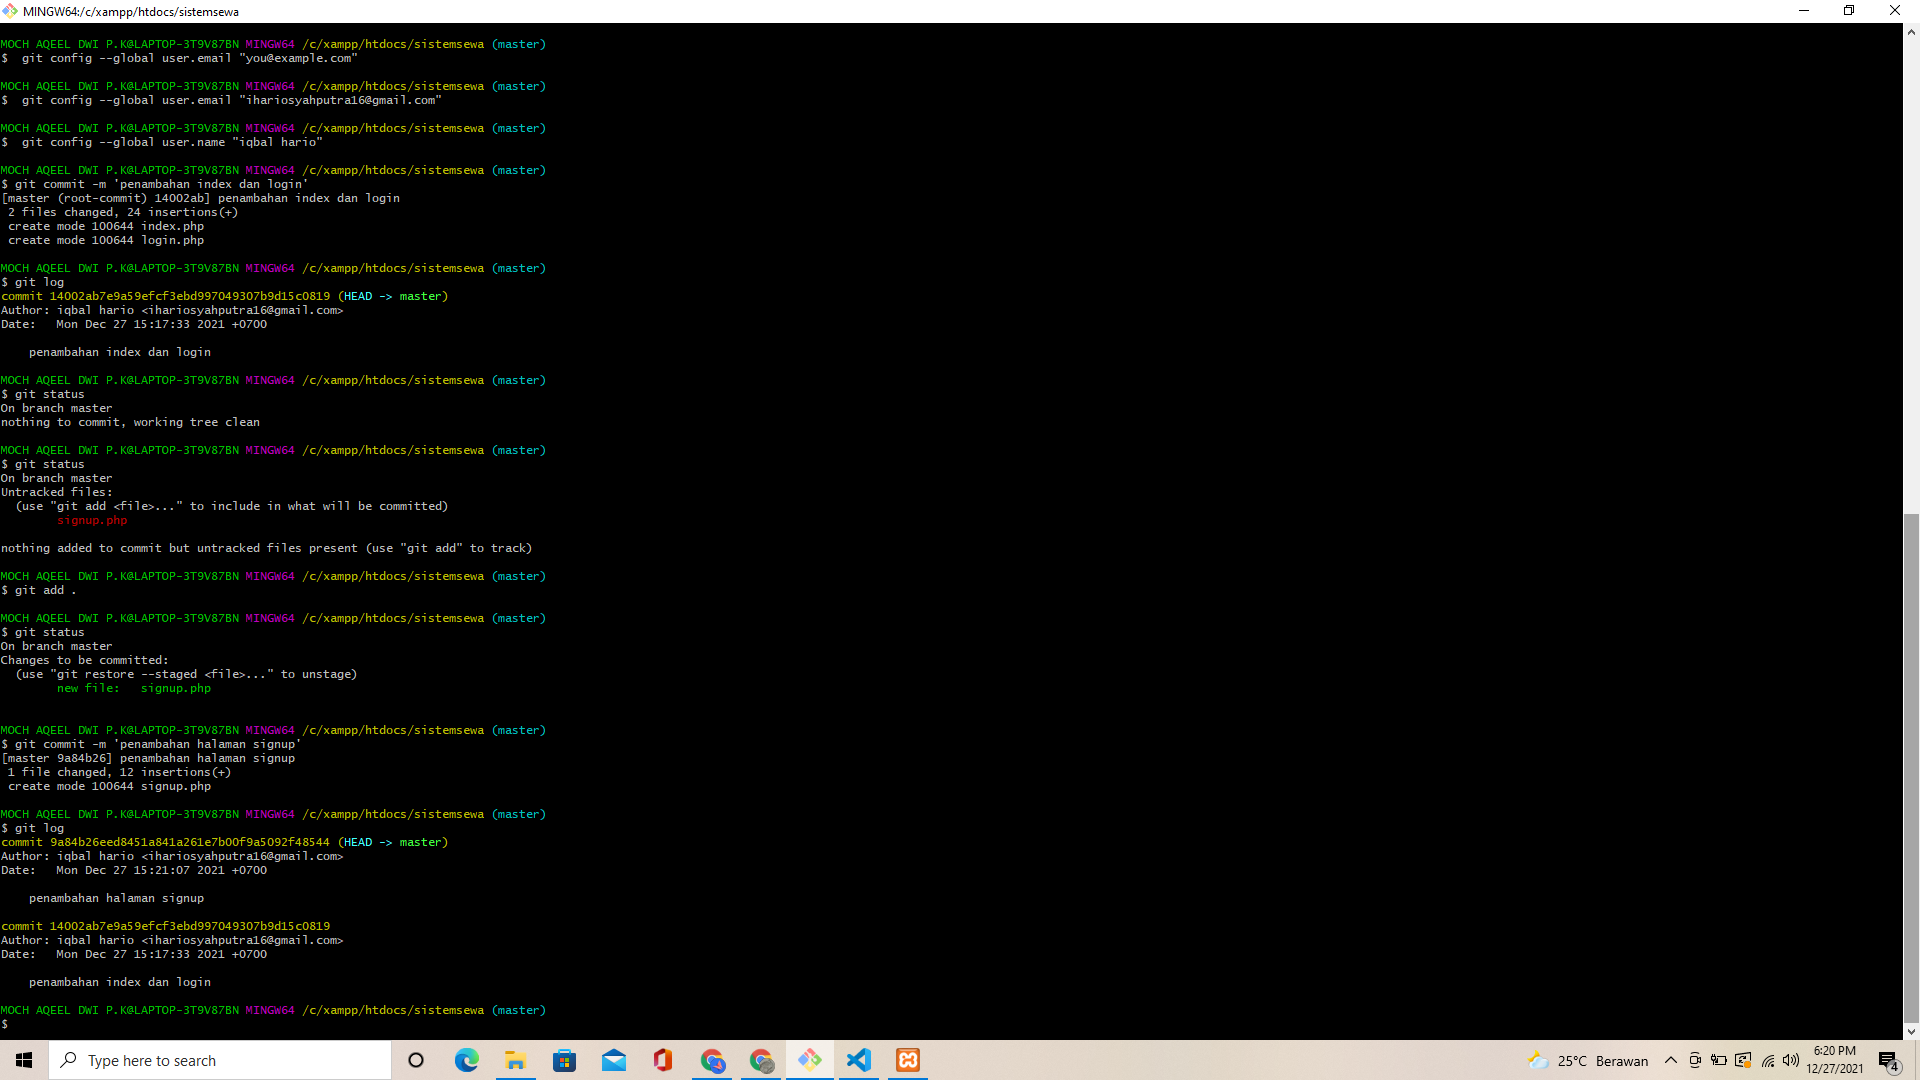 MINGW64:/c/xampp/htdocs/sistemsewa
MOCH AQEEL DWI P.K@LAPTOP-3T9V87BN MINGW64 /c/xampp/htdocs/sistemsewa (master)
$  git config --global user.email "you@example.com"
MOCH AQEEL DWI P.K@LAPTOP-3T9V87BN MINGW64 /c/xampp/htdocs/sistemsewa (master)
$  git config --global user.email "ihariosyahputra16@gmail.com"
MOCH AQEEL DWI P.K@LAPTOP-3T9V87BN MINGW64 /c/xampp/htdocs/sistemsewa (master)
$  git config --global user.name "iqbal hario"
MOCH AQEEL DWI P.K@LAPTOP-3T9V87BN MINGW64 /c/xampp/htdocs/sistemsewa (master)
$ git commit -m 'penambahan index dan login'
[master (root-commit) 14002ab] penambahan index dan login
 2 files changed, 24 insertions(+)
 create mode 100644 index.php
 create mode 100644 login.php
MOCH AQEEL DWI P.K@LAPTOP-3T9V87BN MINGW64 /c/xampp/htdocs/sistemsewa (master)
$ git log
commit 14002ab7e9a59efcf3ebd997049307b9d15c0819 (HEAD -> master)
Author: iqbal hario <ihariosyahputra16@gmail.com>
Date:   Mon Dec 27 15:17:33 2021 +0700
    penambahan index dan login
MOCH AQEEL DWI P.K@LAPTOP-3T9V87BN MINGW64 /c/xampp/htdocs/sistemsewa (master)
$ git status
On branch master
nothing to commit, working tree clean
MOCH AQEEL DWI P.K@LAPTOP-3T9V87BN MINGW64 /c/xampp/htdocs/sistemsewa (master)
$ git status
On branch master
Untracked files:
  (use "git add <file>..." to include in what will be committed)
        signup.php
nothing added to commit but untracked files present (use "git add" to track)
MOCH AQEEL DWI P.K@LAPTOP-3T9V87BN MINGW64 /c/xampp/htdocs/sistemsewa (master)
$ git add .
MOCH AQEEL DWI P.K@LAPTOP-3T9V87BN MINGW64 /c/xampp/htdocs/sistemsewa (master)
$ git status
On branch master
Changes to be committed:
  (use "git restore --staged <file>..." to unstage)
        new file:   signup.php
MOCH AQEEL DWI P.K@LAPTOP-3T9V87BN MINGW64 /c/xampp/htdocs/sistemsewa (master)
$ git commit -m 'penambahan halaman signup'
[master 9a84b26] penambahan halaman signup
 1 file changed, 12 insertions(+)
 create mode 100644 signup.php
MOCH AQEEL DWI P.K@LAPTOP-3T9V87BN MINGW64 /c/xampp/htdocs/sistemsewa (master)
$ git log
commit 9a84b26eed8451a841a261e7b00f9a5092f48544 (HEAD -> master)
Author: iqbal hario <ihariosyahputra16@gmail.com>
Date:   Mon Dec 27 15:21:07 2021 +0700
    penambahan halaman signup
commit 14002ab7e9a59efcf3ebd997049307b9d15c0819
Author: iqbal hario <ihariosyahputra16@gmail.com>
Date:   Mon Dec 27 15:17:33 2021 +0700
    penambahan index dan login
MOCH AQEEL DWI P.K@LAPTOP-3T9V87BN MINGW64 /c/xampp/htdocs/sistemsewa (master)
$
Type here to search
25°C Berawan
6:20 PM
12/27/2021
4